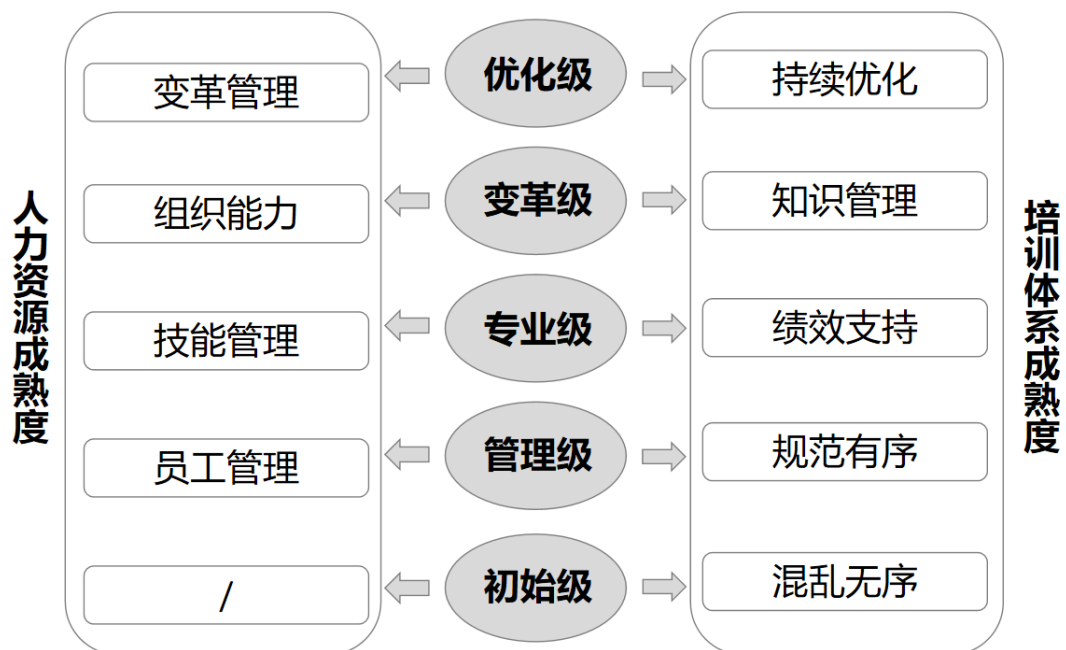 人力资源成熟度
变革管理
优化级
持续优化
组织能力
变革级
知识管理
技能管理
专业级
绩效支持
员工管理
管理级
规范有序
/
初始级
混乱无序
培训体系成熟度